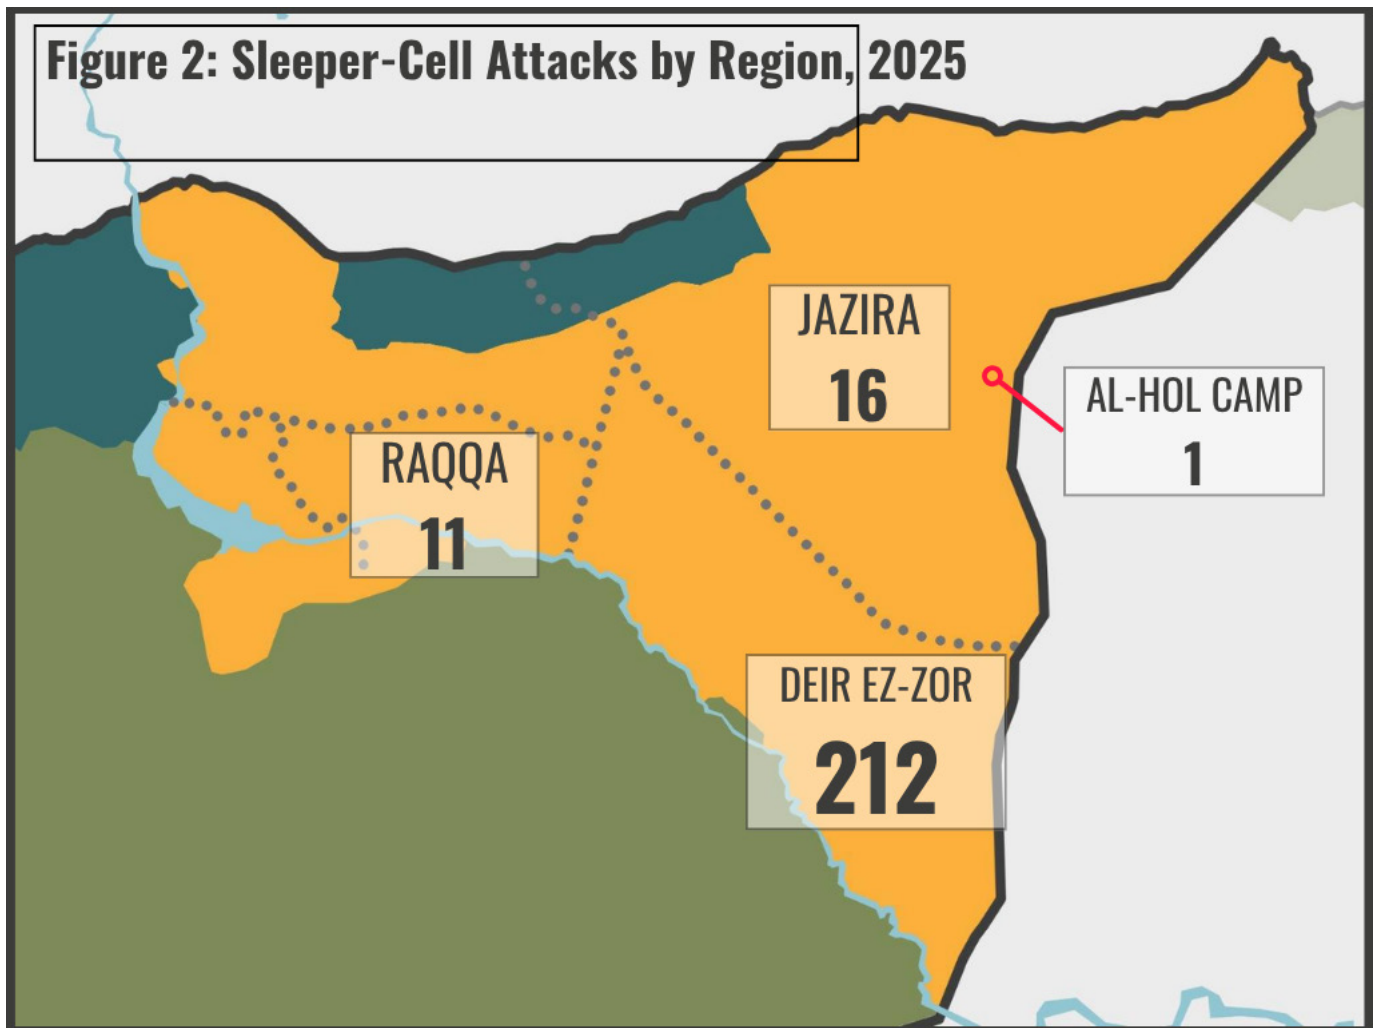 Figure 2: Sleeper-Cell Attacks by Region, 2025
JAZIRA
16
AL-HOL CAMP
1
RAQQA
11
DEIR EZ-ZOR
212